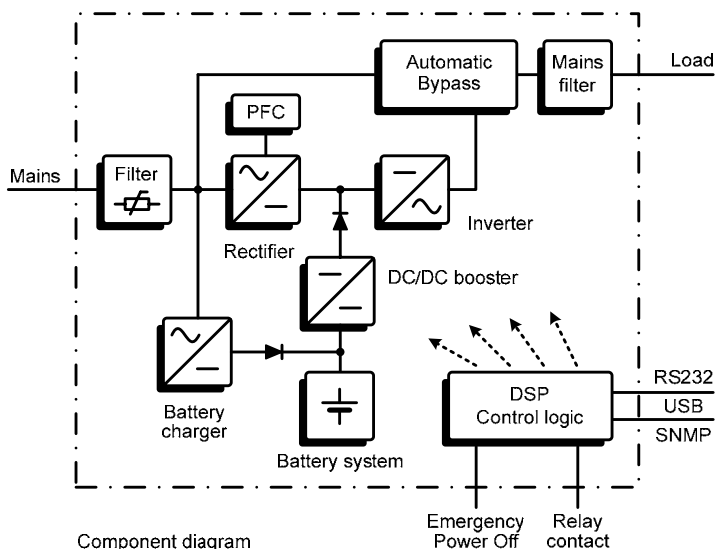 Automatic
Bypass
Mains
filter
Load
PFC
Mains
Filter
Rectifier
Inverter
DC/DC booster
Battery
charger
Battery system
DSP
Control logic
RS232
USB
SNMP
Emergency
Power Off
Relay
contact
Component diagram